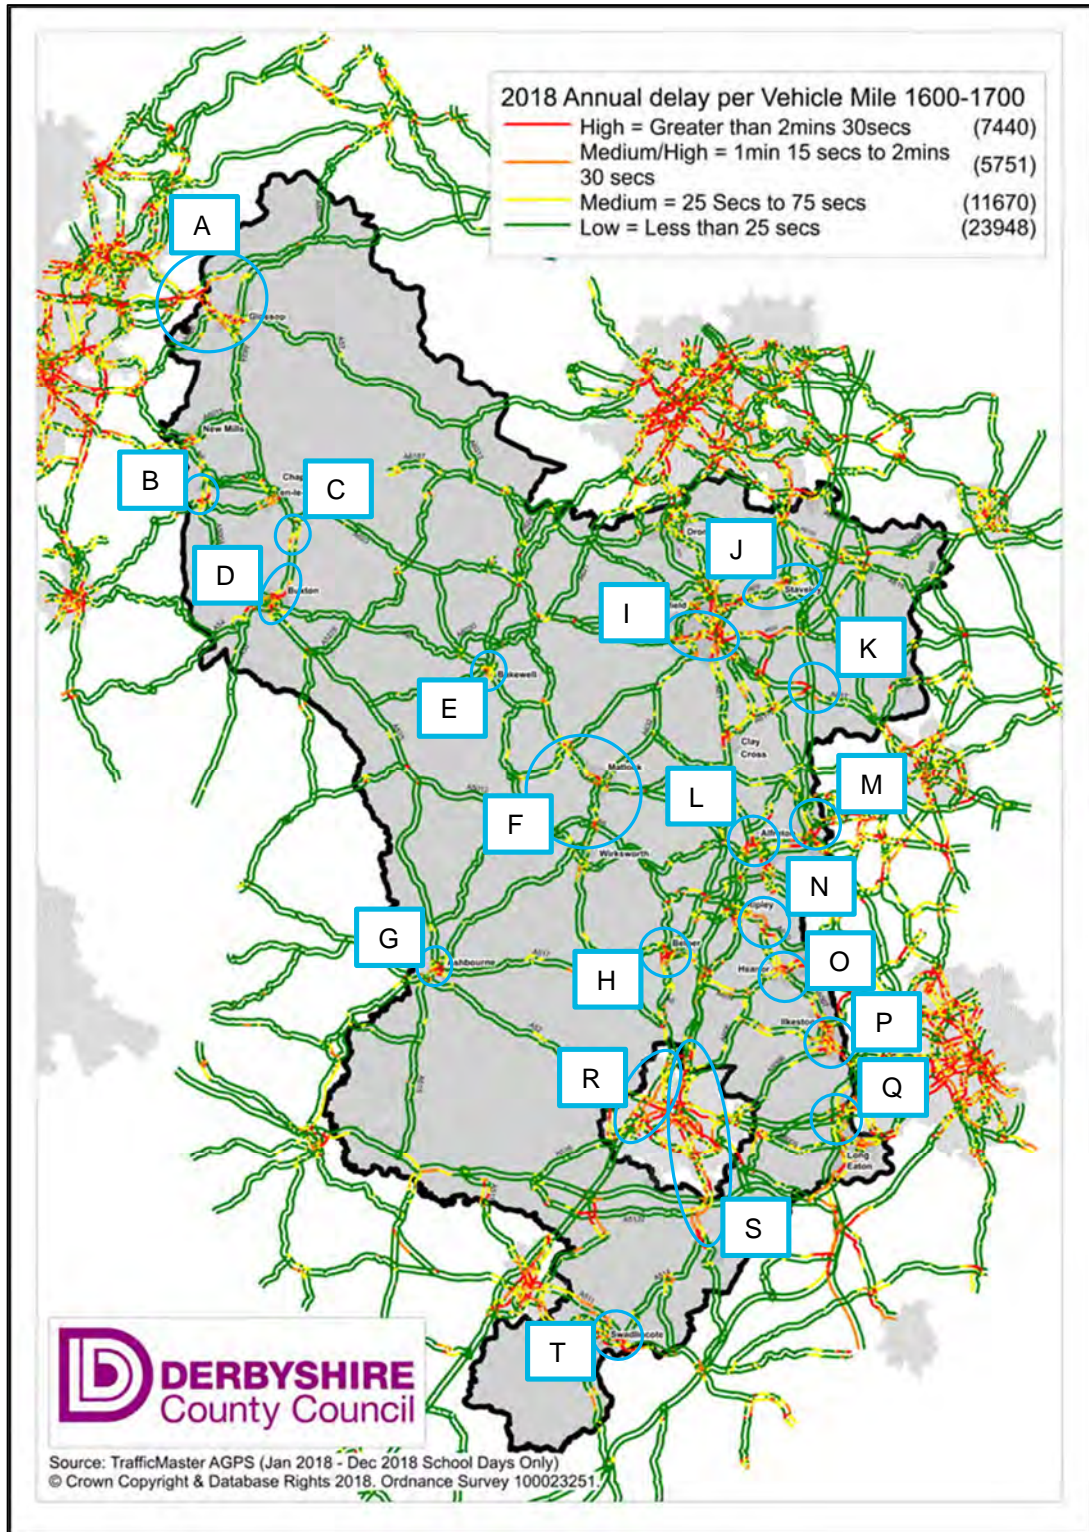 2018 Annual delay per Vehicle Mile 1600-1700
High = Greater than 2mins 30secs (7440)
Medium/High = 1min 15 secs to 2mins
30 secs (5751)
Medium = 25 Secs to 75 secs (11670)
Low = Less than 25 secs (23948)
A
Glossop
New Mills
B
C
D
Buxton
J
Staveley
I
K
E
Bakewell
Clay
Cross
Matlock
F
L
M
Alfreton
Wirksworth
N
Ripley
G
Ashbourne
H
Belper
Heanor
O
Ilkeston
P
R
Q
Long
Eaton
S
T
Swadlincote
DERBYSHIRE
County Council
Source: TrafficMaster AGPS (Jan 2018 - Dec 2018 School Days Only)
© Crown Copyright & Database Rights 2018. Ordnance Survey 100023251.